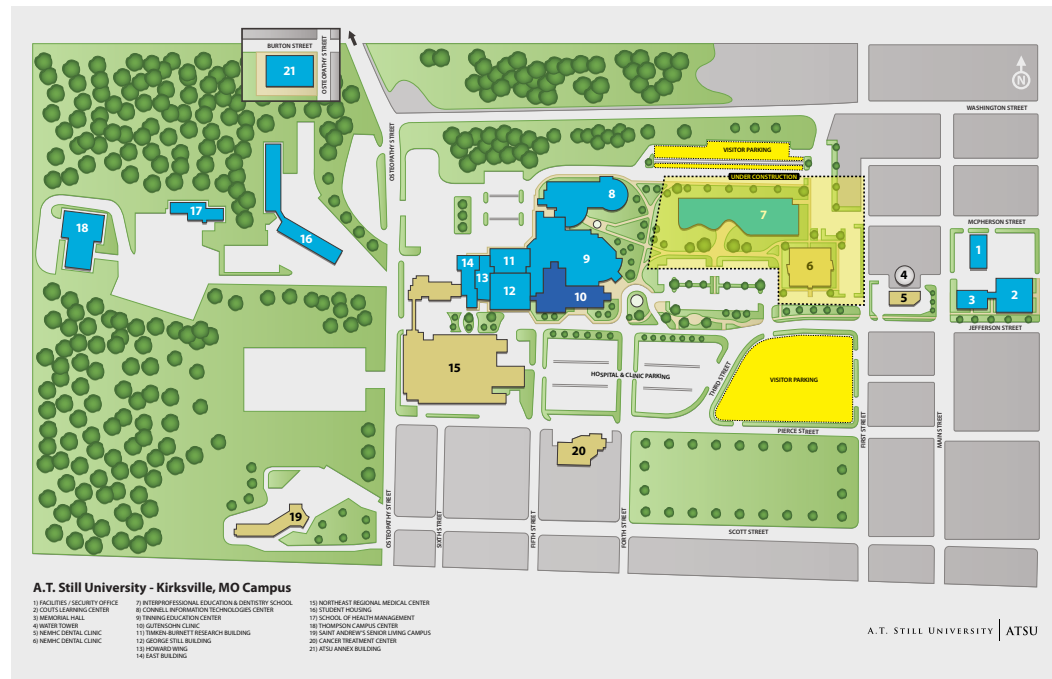 BURTON STREET
OSTEOPATHY STREET
21
N
WASHINGTON STREET
OSTEOPATHY STREET
VISITOR PARKING
UNDER CONSTRUCTION
8
7
17
18
16
MCPHERSON STREET
1
14
11
9
6
4
13
12
10
5
3
2
JEFFERSON STREET
15
HOSPITAL & CLINIC PARKING
THIRD STREET
VISITOR PARKING
PIERCE STREET
FIRST STREET
MAIN STREET
20
19
OSTEOPATHY STREET
SIXTH STREET
FIFTH STREET
FORTH STREET
SCOTT STREET
A.T. Still University - Kirksville, MO Campus
1) FACILITIES / SECURITY OFFICE
2) COUTS LEARNING CENTER
3) MEMORIAL HALL
4) WATER TOWER
5) NEMHC DENTAL CLINIC
6) NEMHC DENTAL CLINIC
7) INTERPROFESSIONAL EDUCATION & DENTISTRY SCHOOL
8) CONNELL INFORMATION TECHNOLOGIES CENTER
9) TINNING EDUCATION CENTER
10) GUTENSOHN CLINIC
11) TIMKEN-BURNETT RESEARCH BUILDING
12) GEORGE STILL BUILDING
13) HOWARD WING
14) EAST BUILDING
15) NORTHEAST REGIONAL MEDICAL CENTER
16) STUDENT HOUSING
17) SCHOOL OF HEALTH MANAGEMENT
18) THOMPSON CAMPUS CENTER
19) SAINT ANDREW'S SENIOR LIVING CAMPUS
20) CANCER TREATMENT CENTER
21) ATSU ANNEX BUILDING
A.T. STILL UNIVERSITY | ATSU